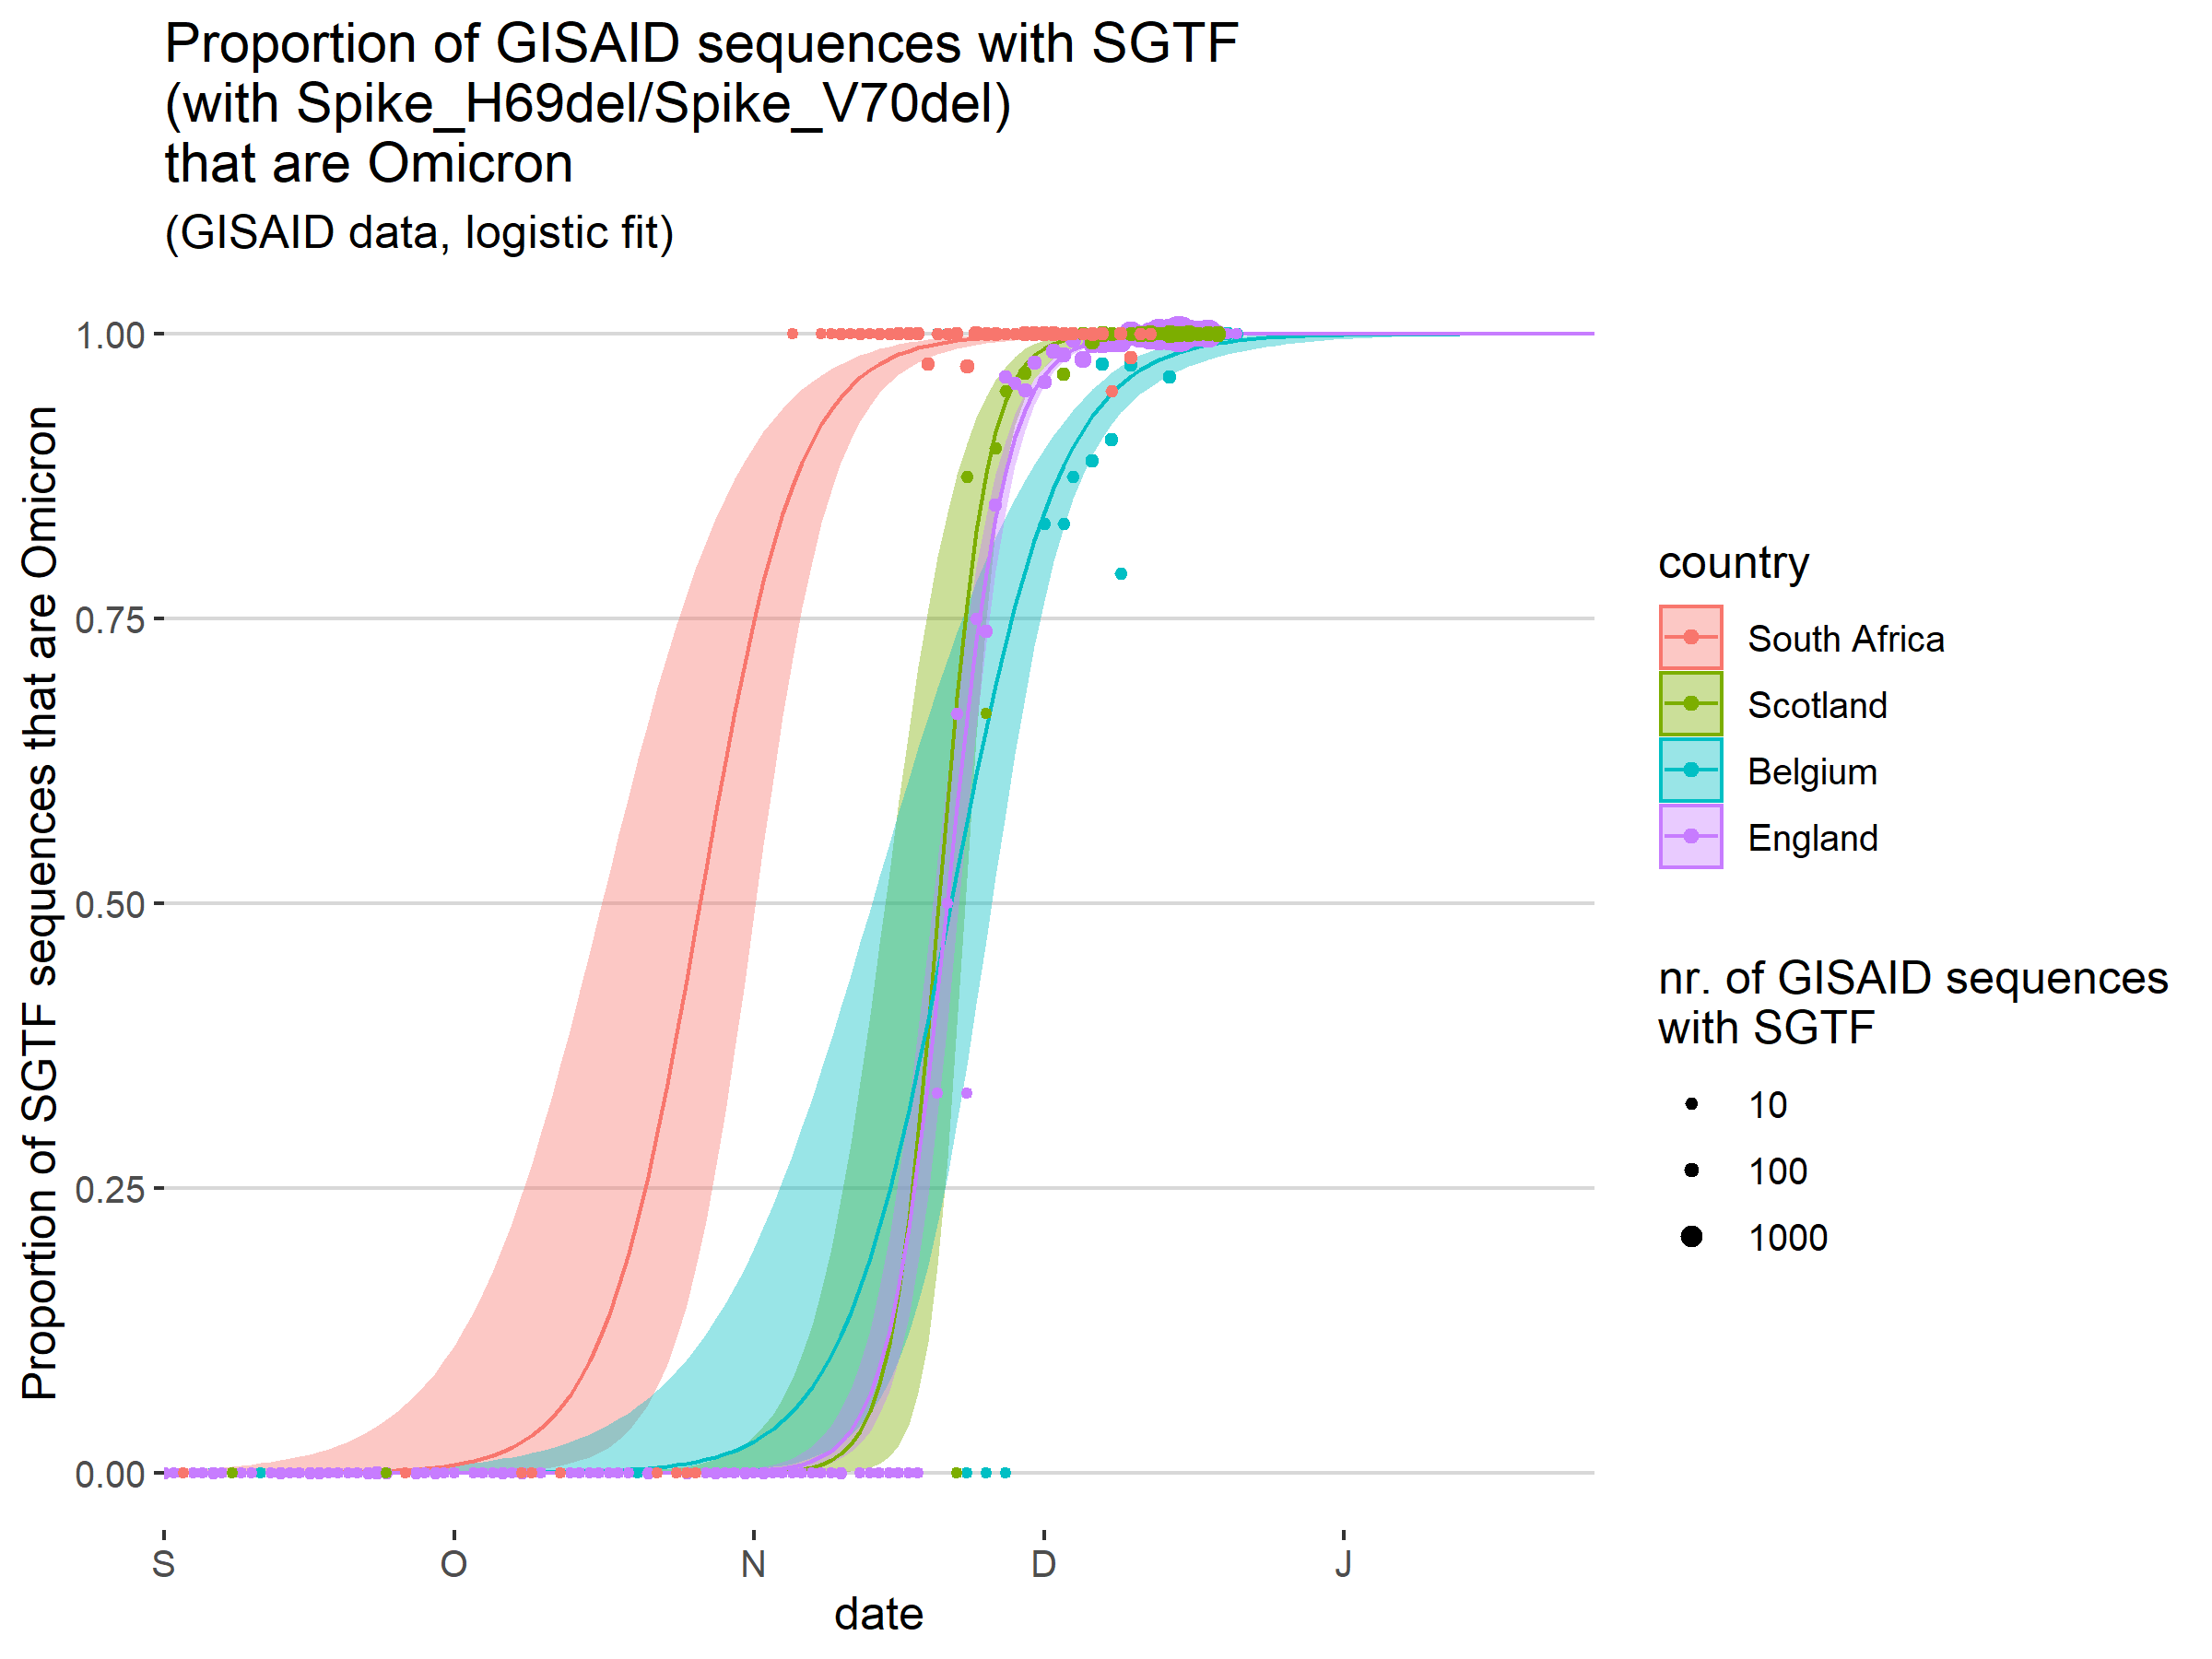 Proportion of GISAID sequences with SGTF
(with Spike_H69del/Spike_V70del)
that are Omicron
(GISAID data, logistic fit)
Proportion of SGTF sequences that are Omicron
1.00
0.75
0.50
0.25
0.00
S
O
N
D
J
date
country
South Africa
Scotland
Belgium
England
nr. of GISAID sequences
with SGTF
10
100
1000